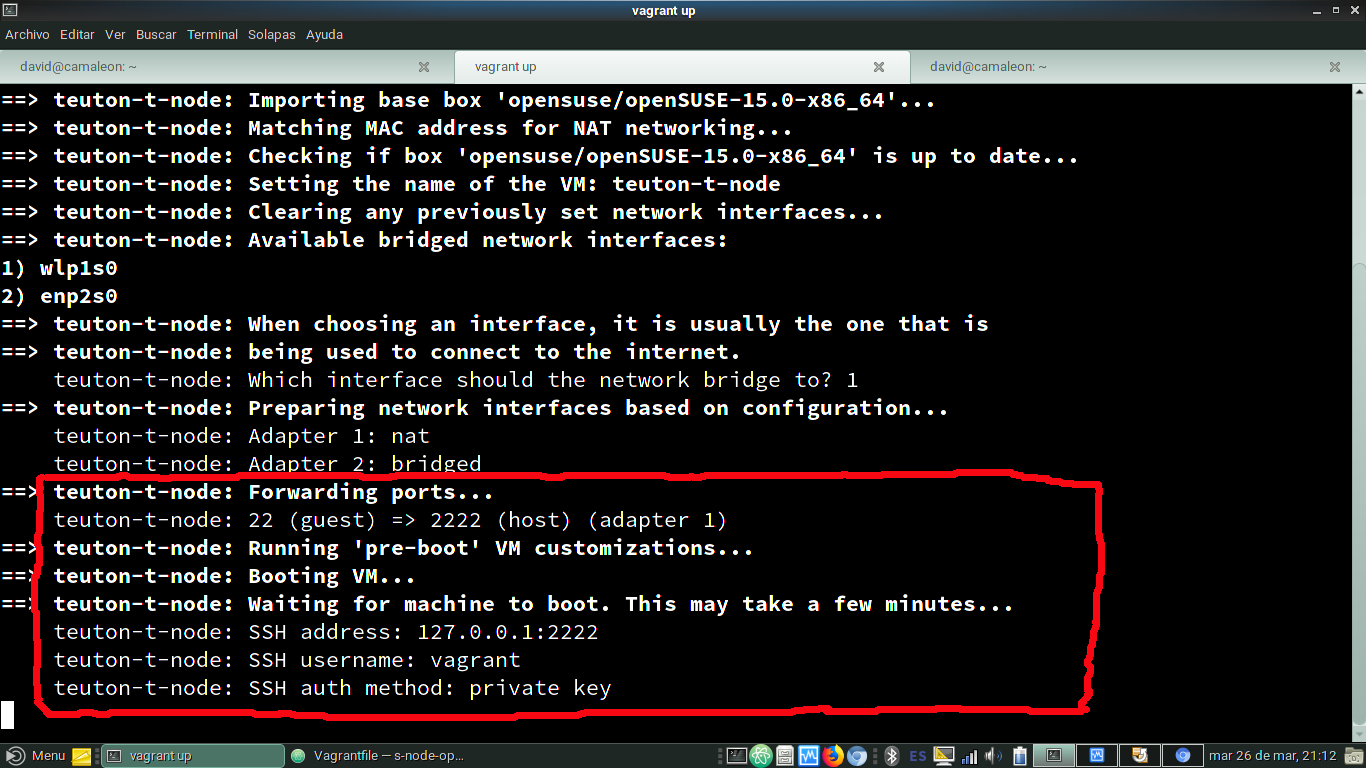 vagrant up
Archivo Editar Ver Buscar Terminal Solapas Ayuda
david@camaleon: ~ vagrant up david@camaleon: ~
==> teuton-t-node: Importing base box 'opensuse/openSUSE-15.0-x86_64'...
==> teuton-t-node: Matching MAC address for NAT networking...
==> teuton-t-node: Checking if box 'opensuse/openSUSE-15.0-x86_64' is up to date...
==> teuton-t-node: Setting the name of the VM: teuton-t-node
==> teuton-t-node: Clearing any previously set network interfaces...
==> teuton-t-node: Available bridged network interfaces:
1) wlp1s0
2) enp2s0
==> teuton-t-node: When choosing an interface, it is usually the one that is
==> teuton-t-node: being used to connect to the internet.
teuton-t-node: Which interface should the network bridge to? 1
==> teuton-t-node: Preparing network interfaces based on configuration...
teuton-t-node: Adapter 1: nat
teuton-t-node: Adapter 2: bridged
==> teuton-t-node: Forwarding ports...
teuton-t-node: 22 (guest) => 2222 (host) (adapter 1)
==> teuton-t-node: Running 'pre-boot' VM customizations...
==> teuton-t-node: Booting VM...
==> teuton-t-node: Waiting for machine to boot. This may take a few minutes...
teuton-t-node: SSH address: 127.0.0.1:2222
teuton-t-node: SSH username: vagrant
teuton-t-node: SSH auth method: private key
Menu vagrant up Vagrantfile — s-node-op... ES mar 26 de mar, 21:12